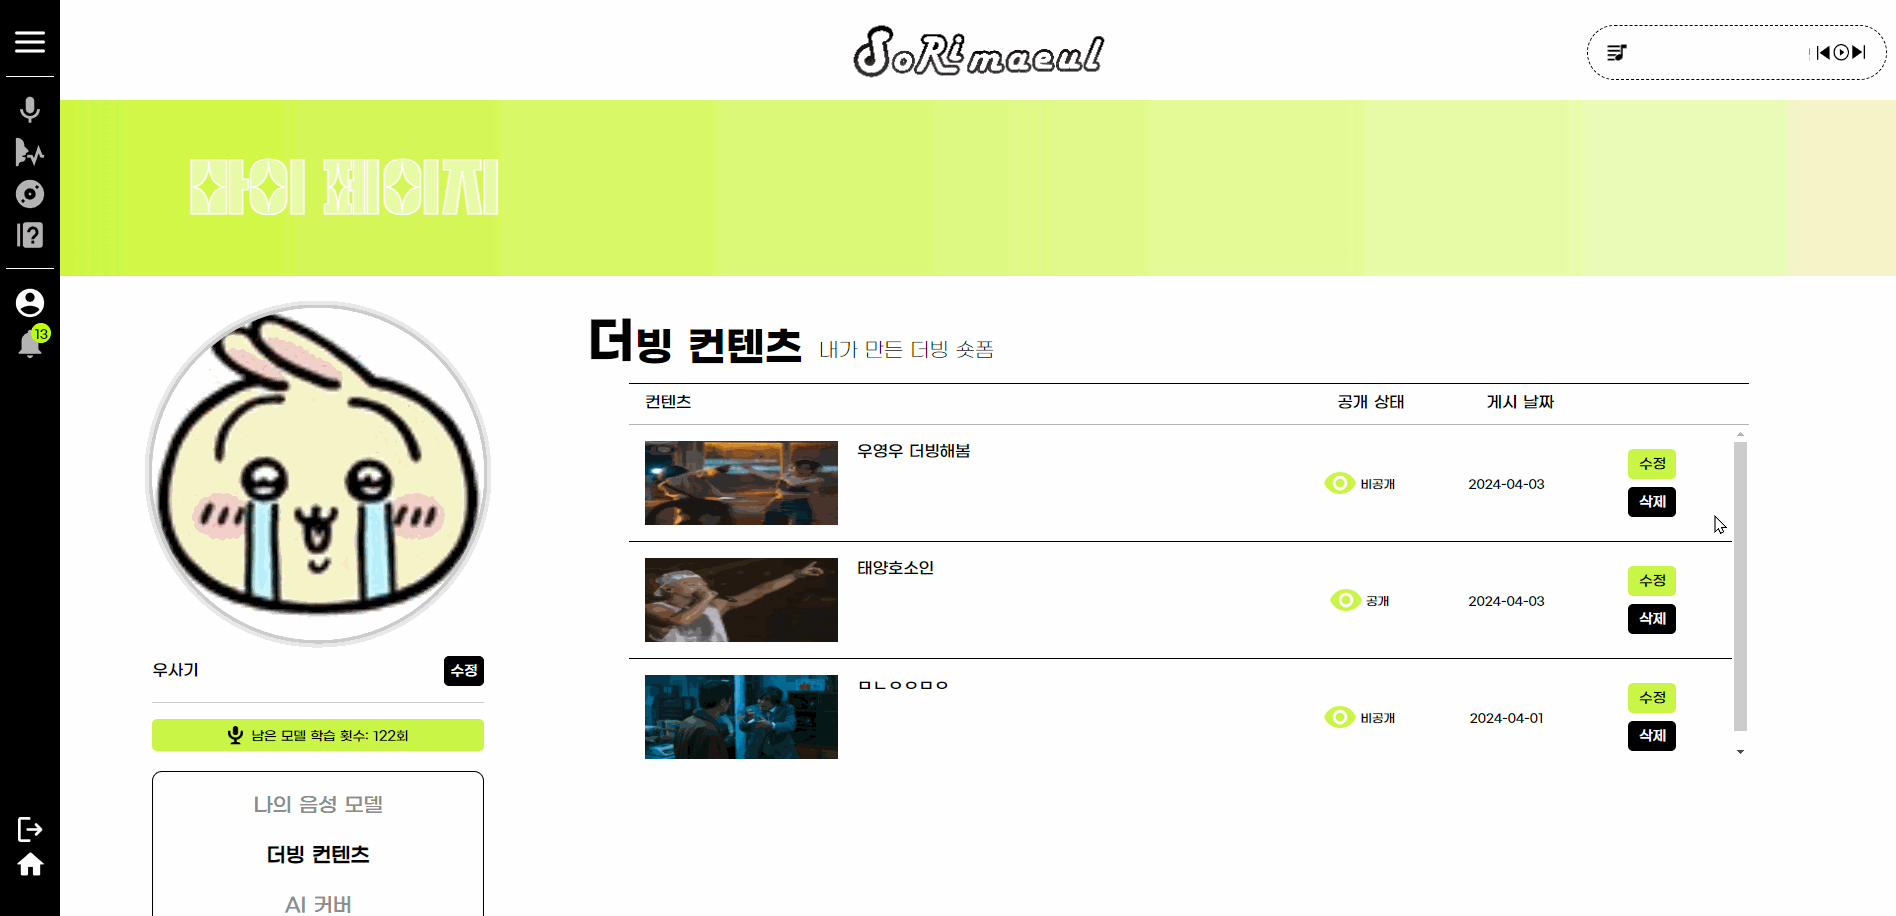 SoRimaeul
마이 페이지
13
더빙 컨텐츠 내가 만든 더빙 숏폼
컨텐츠 공개 상태 게시 날짜
우영우 더빙해봄 비공개 2024-04-03 수정 삭제
태양호소인 공개 2024-04-03 수정 삭제
ㅁㄴㅇㅇㅁㅇ 비공개 2024-04-01 수정 삭제
우사기 수정
남은 모델 학습 횟수: 122회
나의 음성 모델
더빙 컨텐츠
AI 커버